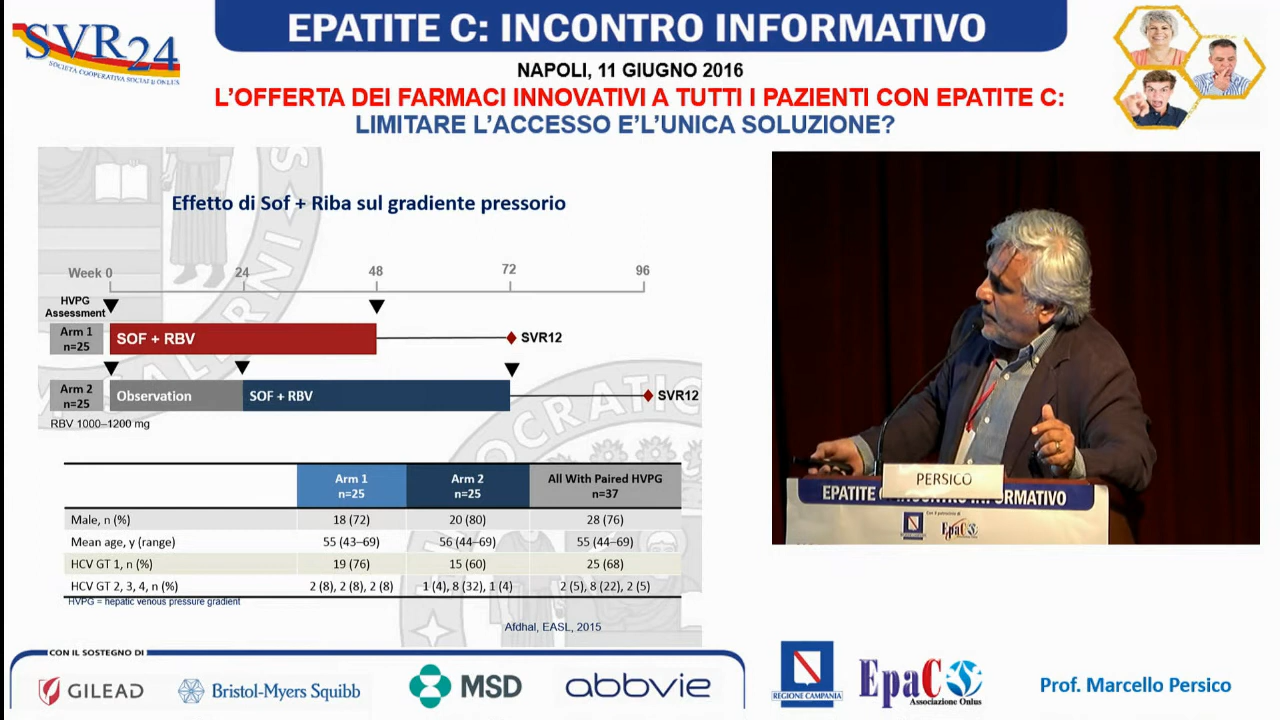 SVR24
SOCIETÀ COOPERATIVA SOCIALE ONLUS
EPATITE C: INCONTRO INFORMATIVO
NAPOLI, 11 GIUGNO 2016
L'OFFERTA DEI FARMACI INNOVATIVI A TUTTI I PAZIENTI CON EPATITE C:
LIMITARE L'ACCESSO E'L'UNICA SOLUZIONE?
Effetto di Sof + Riba sul gradiente pressorio
Week 0 24 48 72 96
HVPG
Assessment
Arm 1
n=25
SOF + RBV
SVR12
Arm 2
n=25
Observation
SOF + RBV
SVR12
RBV 1000–1200 mg
Arm 1 Arm 2 All With Paired HVPG
n=25 n=25 n=37
Male, n (%) 18 (72) 20 (80) 28 (76)
Mean age, y (range) 55 (43–69) 56 (44–69) 55 (44–69)
HCV GT 1, n (%) 19 (76) 15 (60) 25 (68)
HCV GT 2, 3, 4, n (%) 2 (8), 2 (8), 2 (8) 1 (4), 8 (32), 1 (4) 2 (5), 8 (22), 2 (5)
HVPG = hepatic venous pressure gradient
Afdhal, EASL, 2015
PERSICO
EPATITE INFORMATIVO
EpaC
CON IL SOSTEGNO DI
GILEAD
Bristol-Myers Squibb
MSD
abbvie
REGIONE CAMPANIA
EpaC
Associazione Onlus
Prof. Marcello Persico